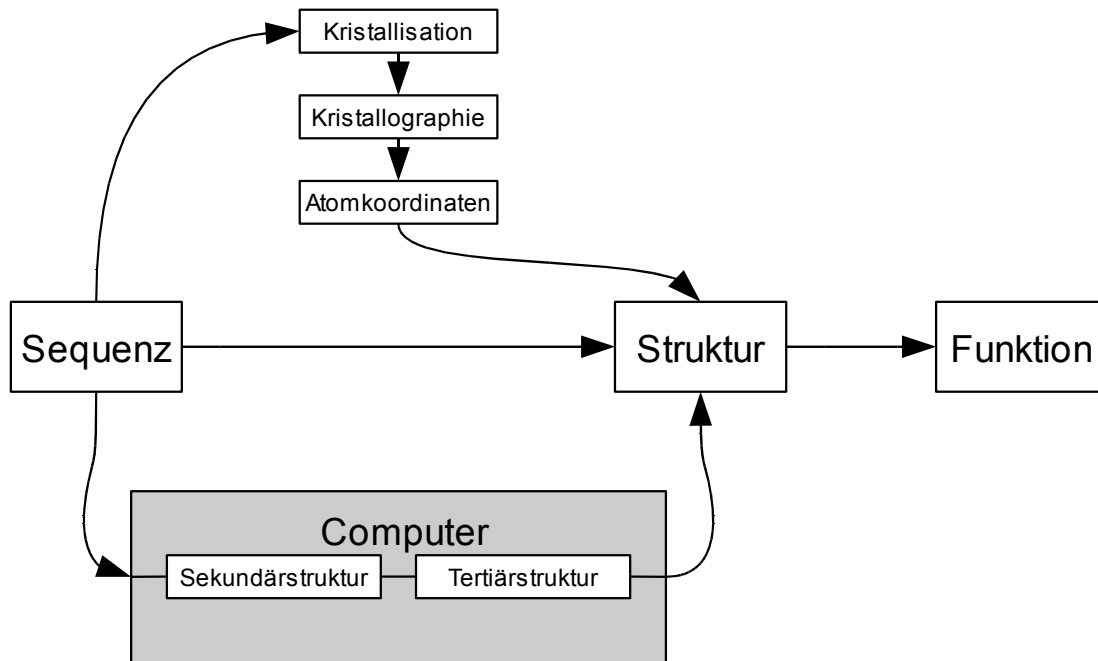 Kristallisation
Kristallographie
Atomkoordinaten
Sequenz
Struktur
Funktion
Computer
Sekundärstruktur
Tertiärstruktur